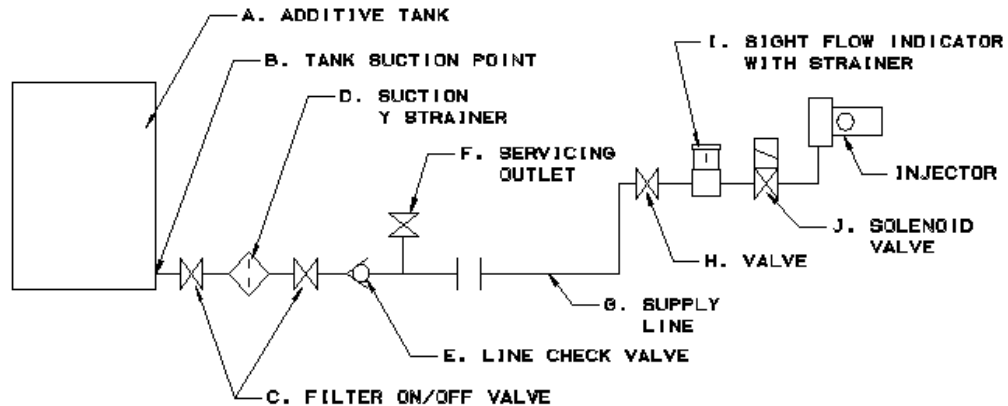 A. ADDITIVE TANK
B. TANK SUCTION POINT
D. SUCTION
Y STRAINER
F. SERVICING
OUTLET
I. SIGHT FLOW INDICATOR
WITH STRAINER
INJECTOR
J. SOLENOID
VALVE
H. VALVE
G. SUPPLY
LINE
E. LINE CHECK VALVE
C. FILTER ON/OFF VALVE